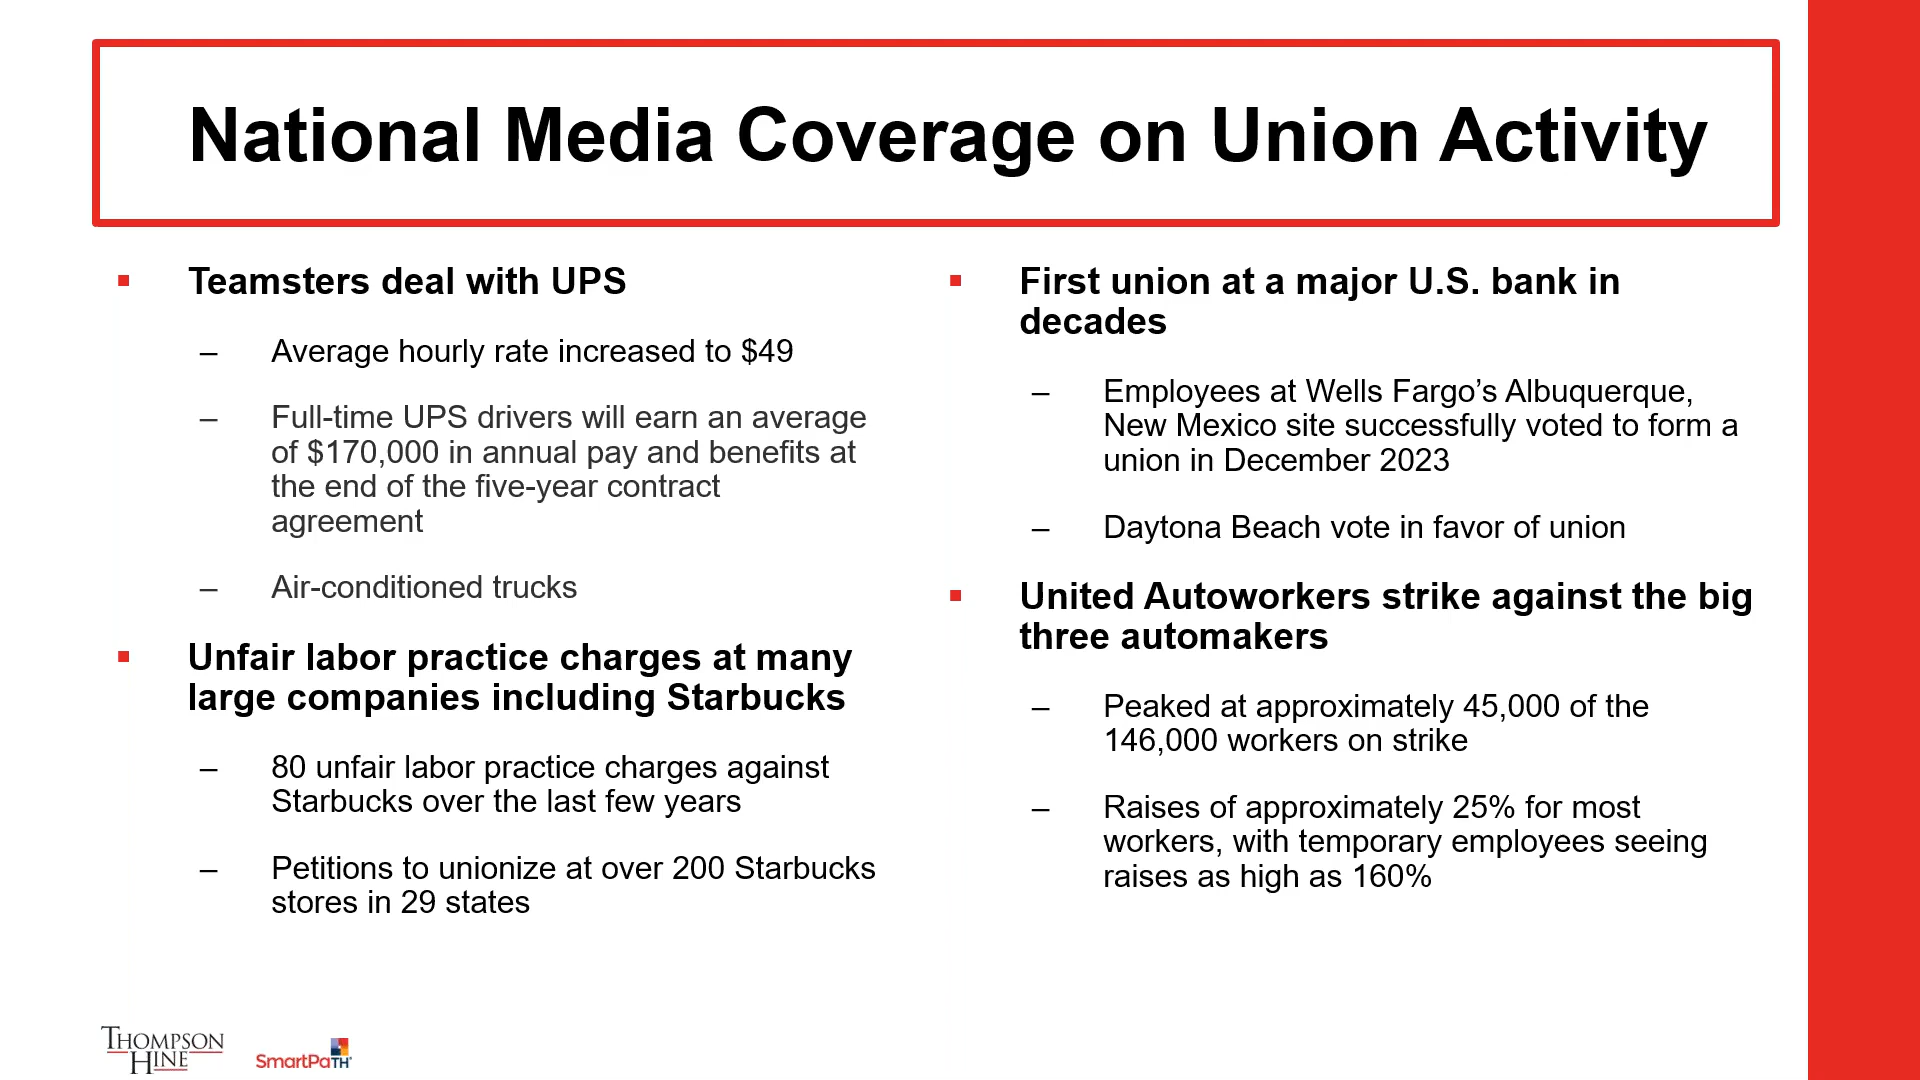 National Media Coverage on Union Activity
▪ Teamsters deal with UPS
– Average hourly rate increased to $49
– Full-time UPS drivers will earn an average
of $170,000 in annual pay and benefits at
the end of the five-year contract
agreement
– Air-conditioned trucks
▪ Unfair labor practice charges at many
large companies including Starbucks
– 80 unfair labor practice charges against
Starbucks over the last few years
– Petitions to unionize at over 200 Starbucks
stores in 29 states
▪ First union at a major U.S. bank in
decades
– Employees at Wells Fargo’s Albuquerque,
New Mexico site successfully voted to form a
union in December 2023
– Daytona Beach vote in favor of union
▪ United Autoworkers strike against the big
three automakers
– Peaked at approximately 45,000 of the
146,000 workers on strike
– Raises of approximately 25% for most
workers, with temporary employees seeing
raises as high as 160%
THOMPSON
HINE
SmartPaTH